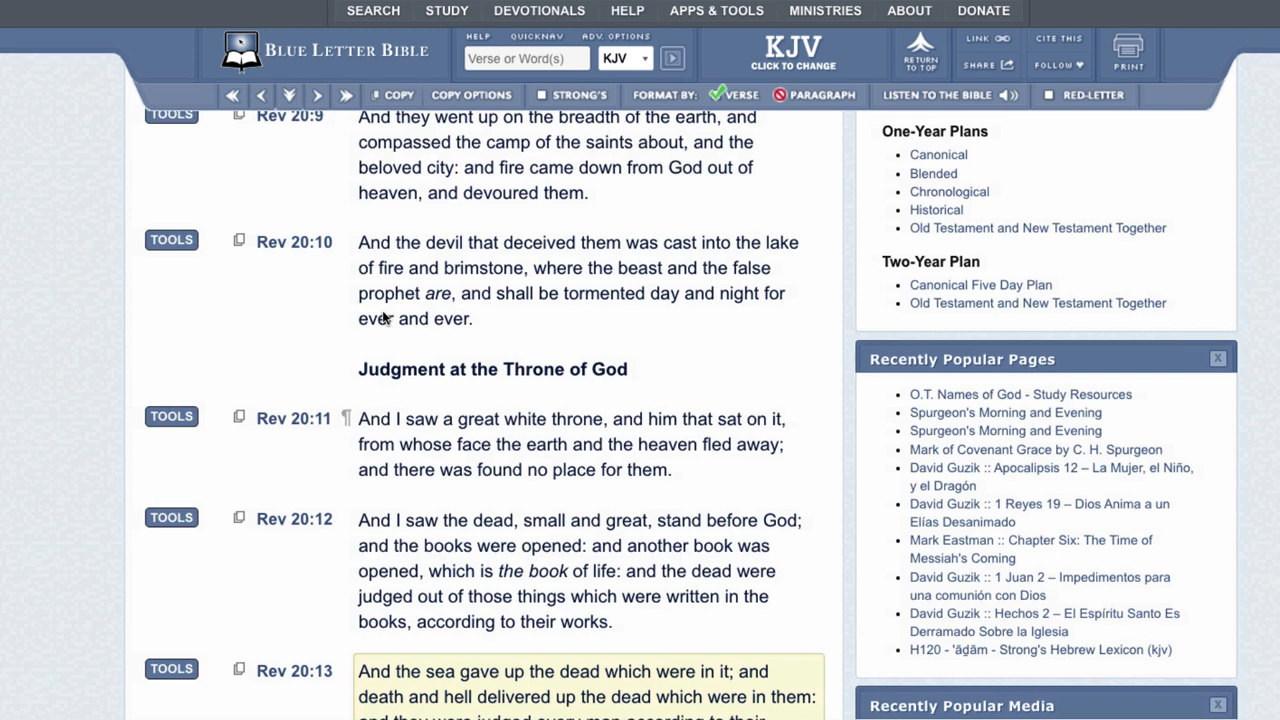 SEARCH STUDY DEVOTIONALS HELP APPS & TOOLS MINISTRIES ABOUT DONATE
BLUE LETTER BIBLE
HELP QUICKNAV ADV. OPTIONS
Verse or Word(s) KJV
KJV
CLICK TO CHANGE
RETURN
TO TOP
LINK CITE THIS
SHARE FOLLOW
PRINT
COPY COPY OPTIONS STRONG'S FORMAT BY: VERSE PARAGRAPH LISTEN TO THE BIBLE RED-LETTER
TOOLS Rev 20:9 And they went up on the breadth of the earth, and
compassed the camp of the saints about, and the
beloved city: and fire came down from God out of
heaven, and devoured them.
TOOLS Rev 20:10 And the devil that deceived them was cast into the lake
of fire and brimstone, where the beast and the false
prophet are, and shall be tormented day and night for
ever and ever.
Judgment at the Throne of God
TOOLS Rev 20:11 ¶ And I saw a great white throne, and him that sat on it,
from whose face the earth and the heaven fled away;
and there was found no place for them.
TOOLS Rev 20:12 And I saw the dead, small and great, stand before God;
and the books were opened: and another book was
opened, which is the book of life: and the dead were
judged out of those things which were written in the
books, according to their works.
TOOLS Rev 20:13 And the sea gave up the dead which were in it; and
death and hell delivered up the dead which were in them:
and they were judged every man according to their
One-Year Plans
• Canonical
• Blended
• Chronological
• Historical
• Old Testament and New Testament Together
Two-Year Plan
• Canonical Five Day Plan
• Old Testament and New Testament Together
Recently Popular Pages X
• O.T. Names of God - Study Resources
• Spurgeon's Morning and Evening
• Spurgeon's Morning and Evening
• Mark of Covenant Grace by C. H. Spurgeon
• David Guzik :: Apocalipsis 12 – La Mujer, el Niño,
y el Dragón
• David Guzik :: 1 Reyes 19 – Dios Anima a un
Elías Desanimado
• Mark Eastman :: Chapter Six: The Time of
Messiah's Coming
• David Guzik :: 1 Juan 2 – Impedimentos para
una comunión con Dios
• David Guzik :: Hechos 2 – El Espíritu Santo Es
Derramado Sobre la Iglesia
• H120 - 'āḏām - Strong's Hebrew Lexicon (kjv)
Recently Popular Media X